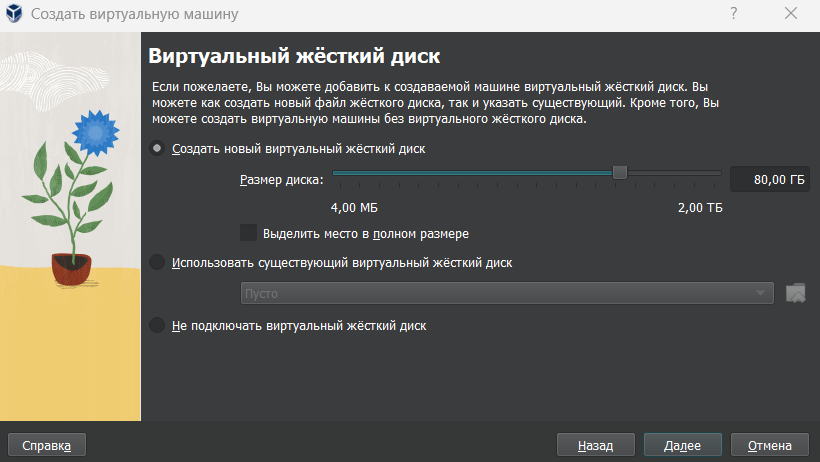 Создать виртуальную машину
?
Виртуальный жёсткий диск
Если пожелаете, Вы можете добавить к создаваемой машине виртуальный жёсткий диск. Вы
можете как создать новый файл жёсткого диска, так и указать существующий. Кроме того, Вы
можете создать виртуальную машины без виртуального жёсткого диска.
Создать новый виртуальный жёсткий диск
Размер диска:
80,00 ГБ
4,00 МБ
2,00 ТБ
Выделить место в полном размере
Использовать существующий виртуальный жёсткий диск
Пусто
Не подключать виртуальный жёсткий диск
Справка
Назад
Далее
Отмена